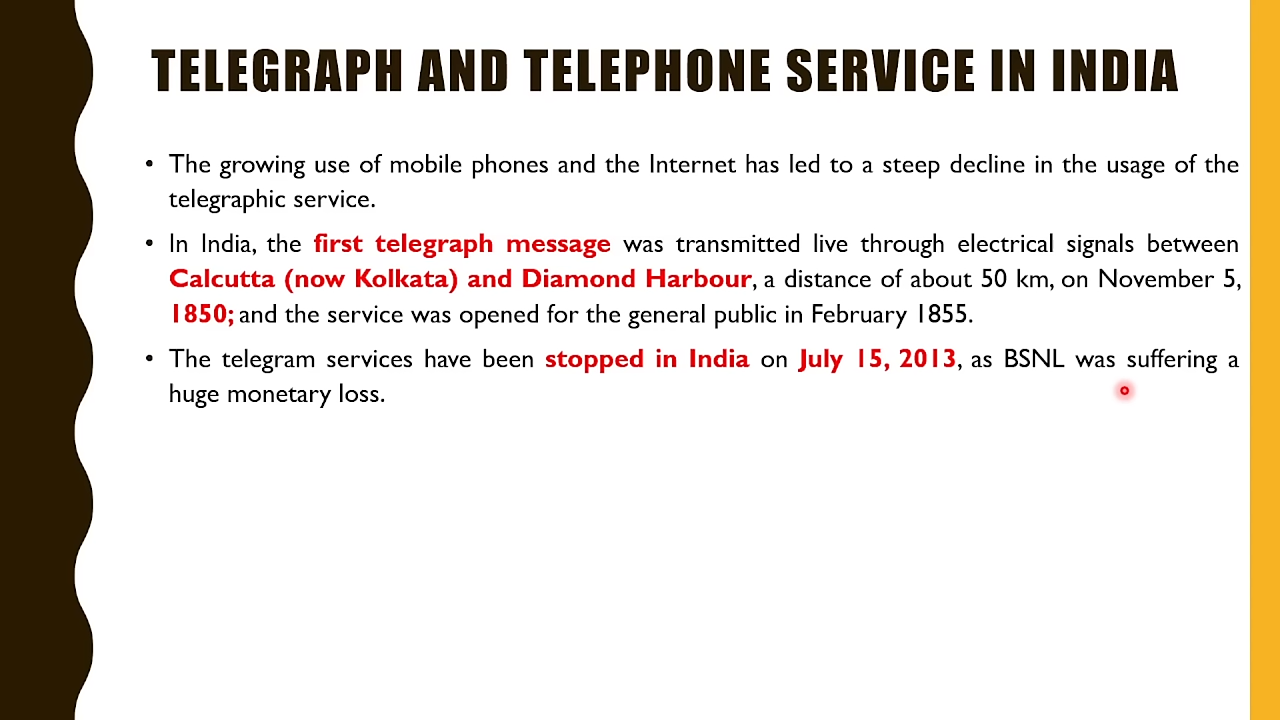 TELEGRAPH AND TELEPHONE SERVICE IN INDIA
• The growing use of mobile phones and the Internet has led to a steep decline in the usage of the
telegraphic service.
• In India, the first telegraph message was transmitted live through electrical signals between
Calcutta (now Kolkata) and Diamond Harbour, a distance of about 50 km, on November 5,
1850; and the service was opened for the general public in February 1855.
• The telegram services have been stopped in India on July 15, 2013, as BSNL was suffering a
huge monetary loss.